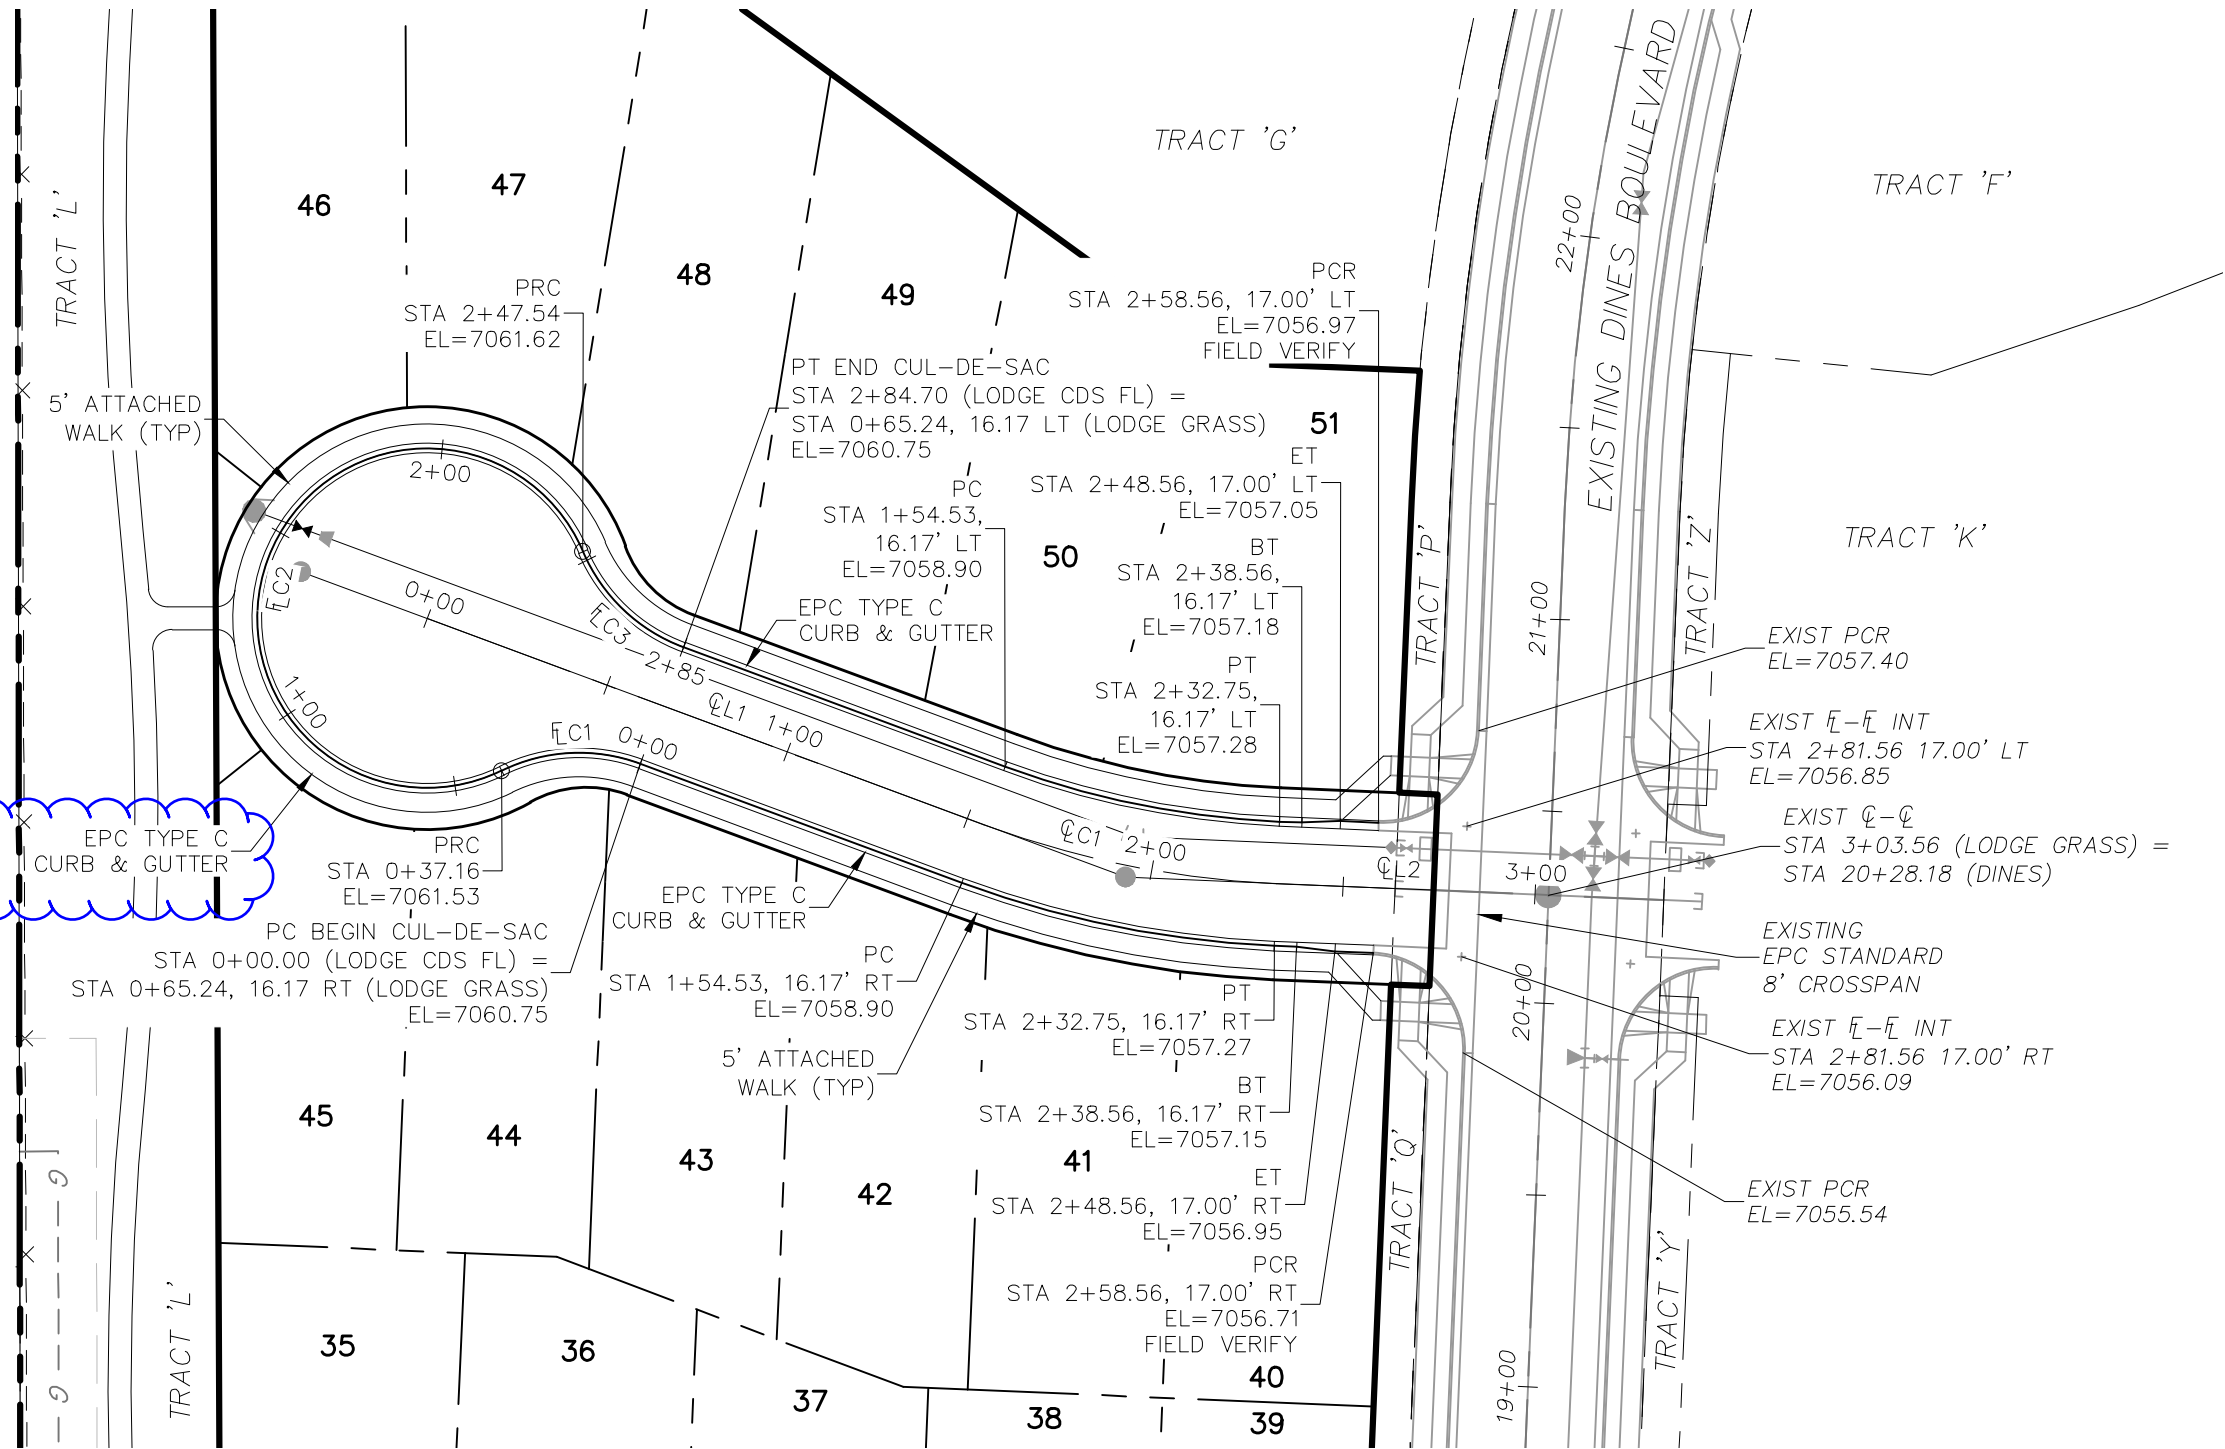 TRACT 'G'
TRACT 'F'
TRACT 'L'
46
47
48
49
EXISTING DINES BOULEVARD
22+00
PRC
STA 2+47.54
EL=7061.62
PCR
STA 2+58.56, 17.00' LT
EL=7056.97
FIELD VERIFY
PT END CUL-DE-SAC
STA 2+84.70 (LODGE CDS FL) =
STA 0+65.24, 16.17 LT (LODGE GRASS)
EL=7060.75
51
5' ATTACHED
WALK (TYP)
2+00
ET
STA 2+48.56, 17.00' LT
EL=7057.05
PC
STA 1+54.53,
16.17' LT
EL=7058.90
50
BT
STA 2+38.56,
16.17' LT
EL=7057.18
TRACT 'P'
TRACT 'Z'
TRACT 'K'
FLC2
0+00
FLC3
2+85
EPC TYPE C
CURB & GUTTER
21+00
EXIST PCR
EL=7057.40
PT
STA 2+32.75,
16.17' LT
EL=7057.28
1+00
FLC1
0+00
CLL1
1+00
EXIST FL-FL INT
STA 2+81.56 17.00' LT
EL=7056.85
EPC TYPE C
CURB & GUTTER
CLC1
2+00
CLL2
3+00
EXIST CL-CL
STA 3+03.56 (LODGE GRASS) =
STA 20+28.18 (DINES)
PRC
STA 0+37.16
EL=7061.53
EPC TYPE C
CURB & GUTTER
PC BEGIN CUL-DE-SAC
STA 0+00.00 (LODGE CDS FL) =
STA 0+65.24, 16.17 RT (LODGE GRASS)
EL=7060.75
PC
STA 1+54.53, 16.17' RT
EL=7058.90
EXISTING
EPC STANDARD
8' CROSSPAN
PT
STA 2+32.75, 16.17' RT
EL=7057.27
20+00
EXIST FL-FL INT
STA 2+81.56 17.00' RT
EL=7056.09
5' ATTACHED
WALK (TYP)
BT
STA 2+38.56, 16.17' RT
EL=7057.15
45
44
43
42
41
ET
STA 2+48.56, 17.00' RT
EL=7056.95
TRACT 'Q'
EXIST PCR
EL=7055.54
G
G
TRACT 'L'
PCR
STA 2+58.56, 17.00' RT
EL=7056.71
FIELD VERIFY
TRACT 'Y'
35
36
37
38
40
39
19+00